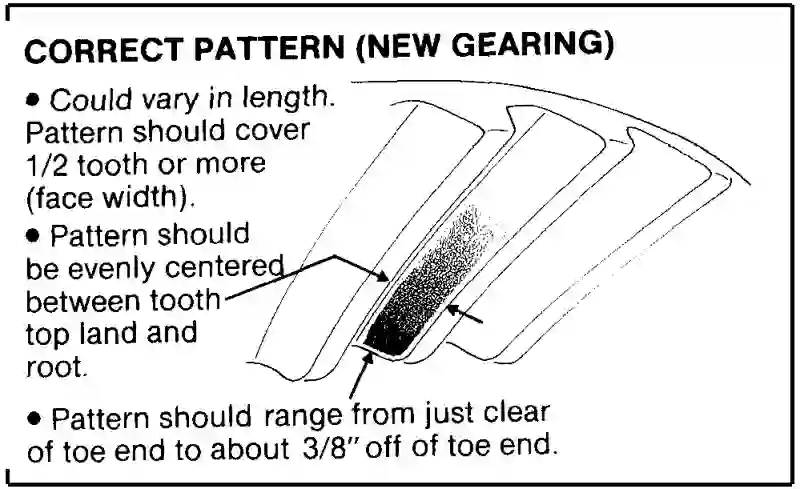 CORRECT PATTERN (NEW GEARING)
• Could vary in length.
Pattern should cover
1/2 tooth or more
(face width).
• Pattern should
be evenly centered
between tooth
top land and
root.
• Pattern should range from just clear
of toe end to about 3/8" off of toe end.